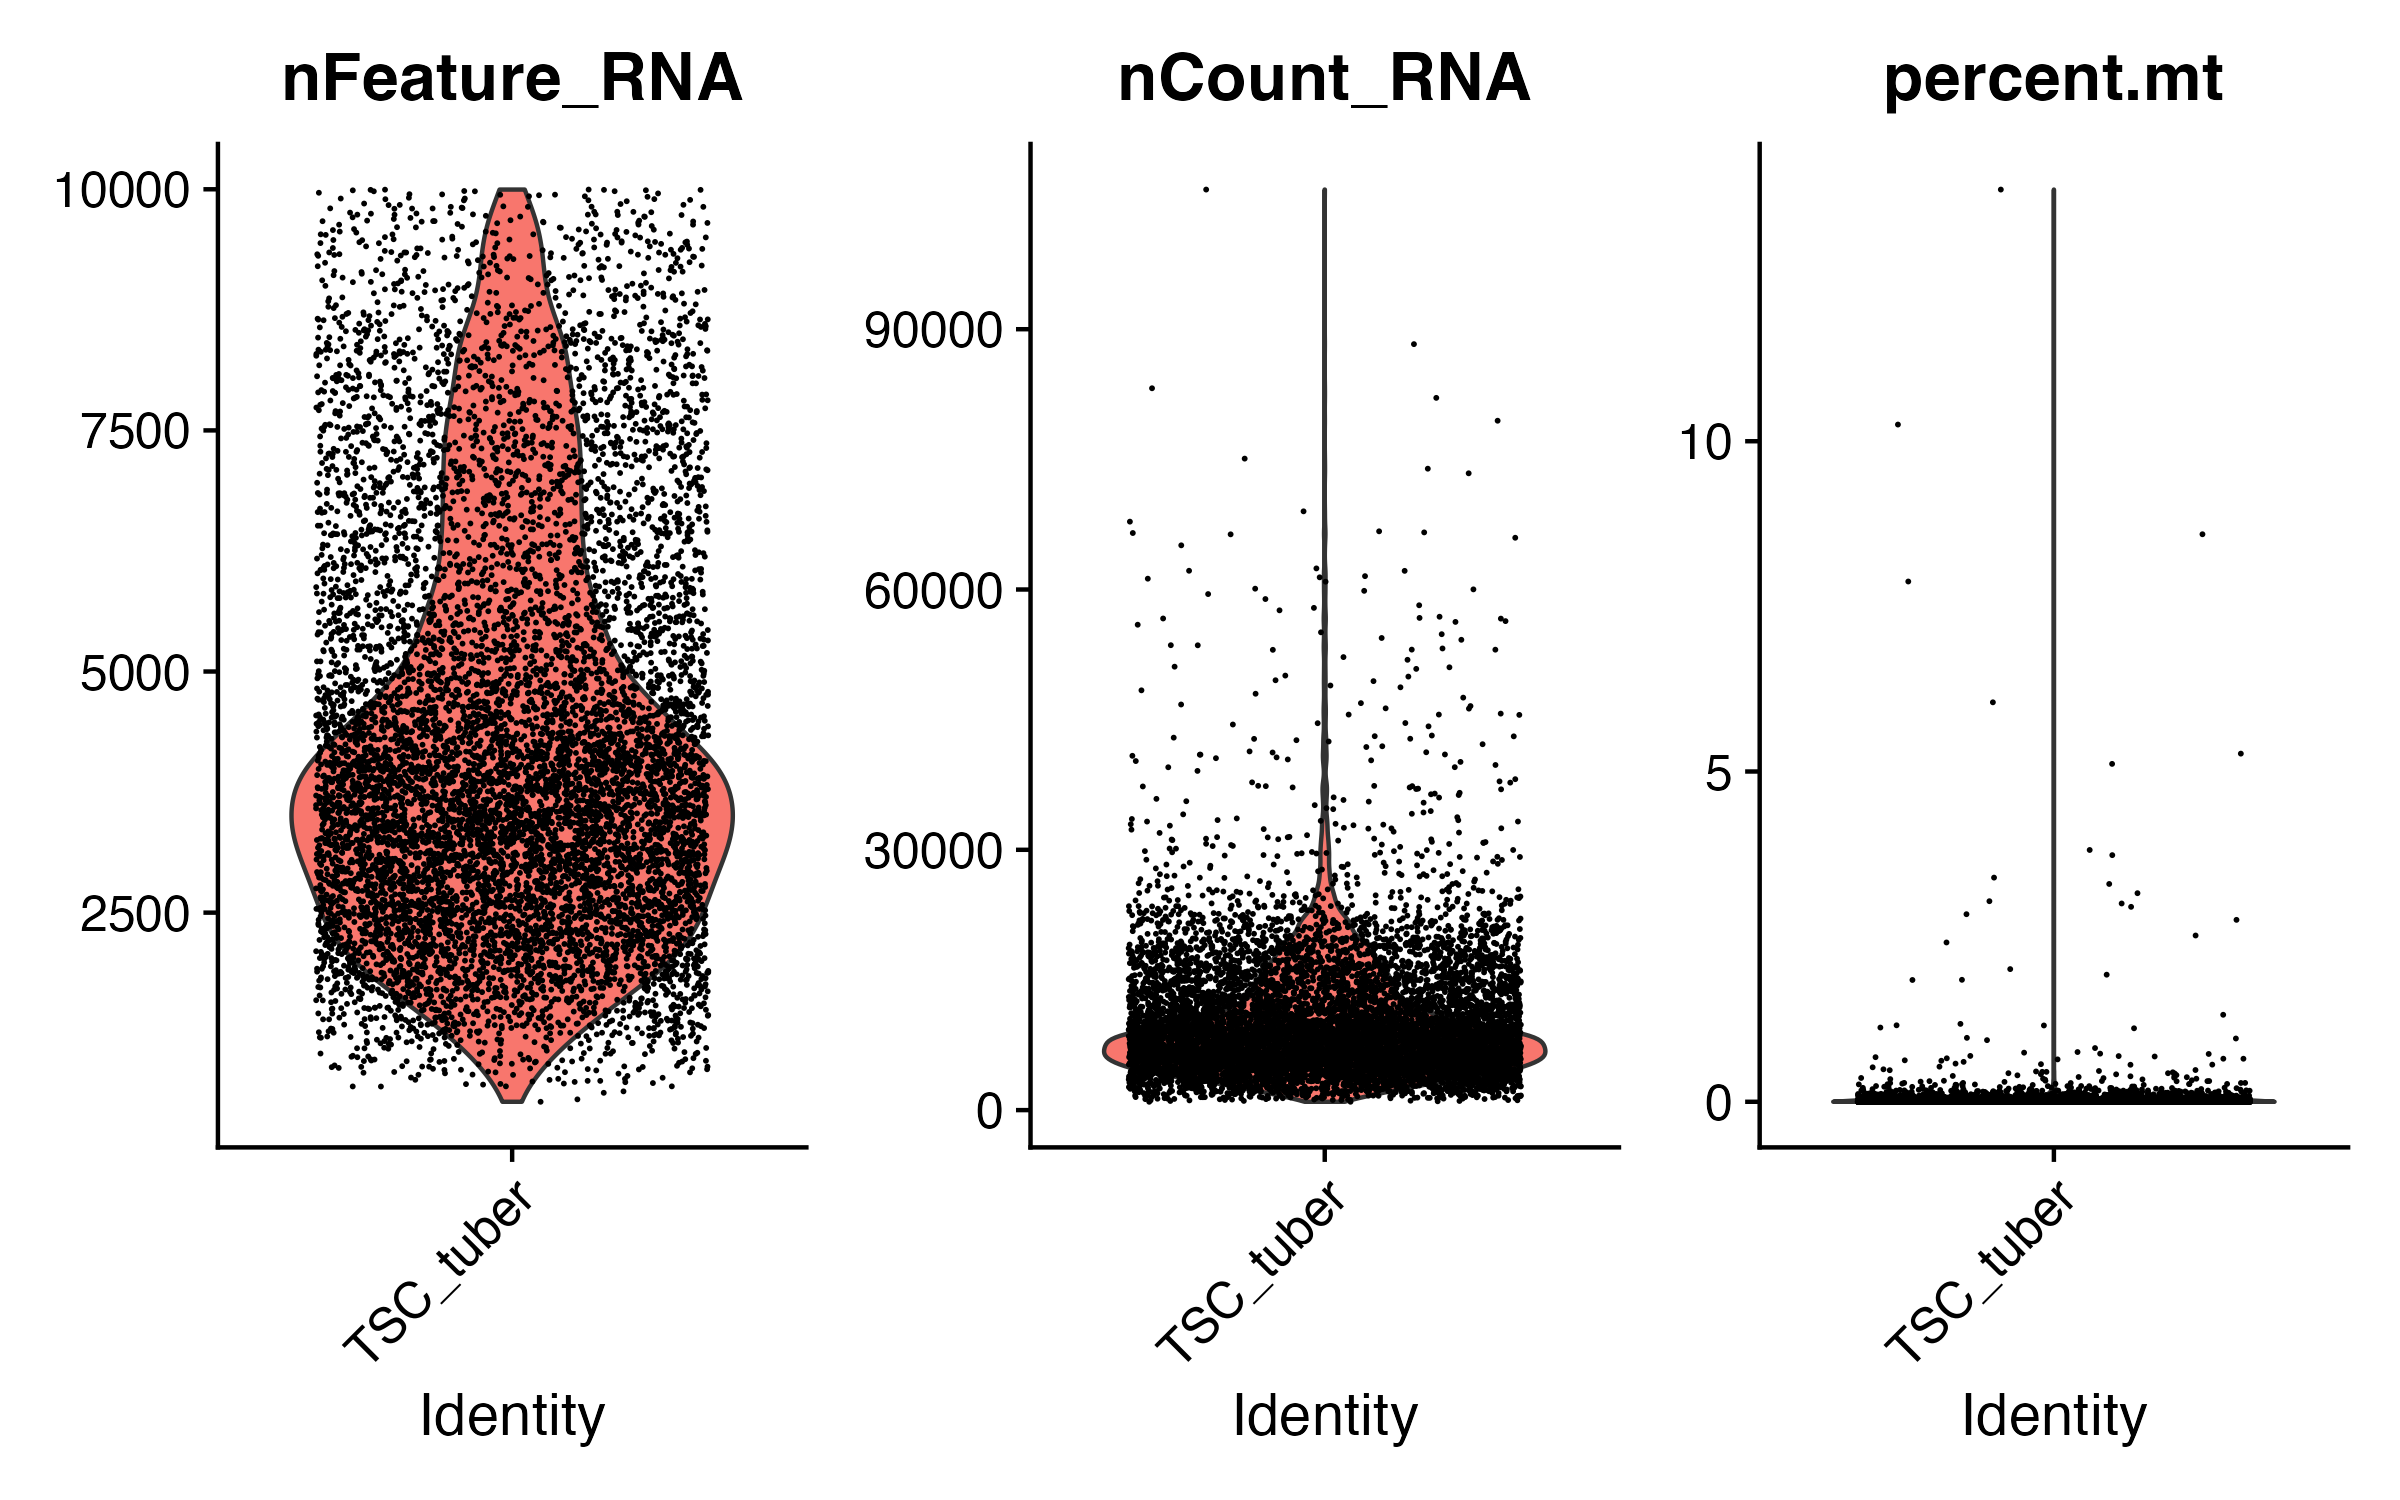 nFeature_RNA
10000
7500
5000
2500
TSC_tuber
Identity
nCount_RNA
90000
60000
30000
0
TSC_tuber
Identity
percent.mt
10
5
0
TSC_tuber
Identity